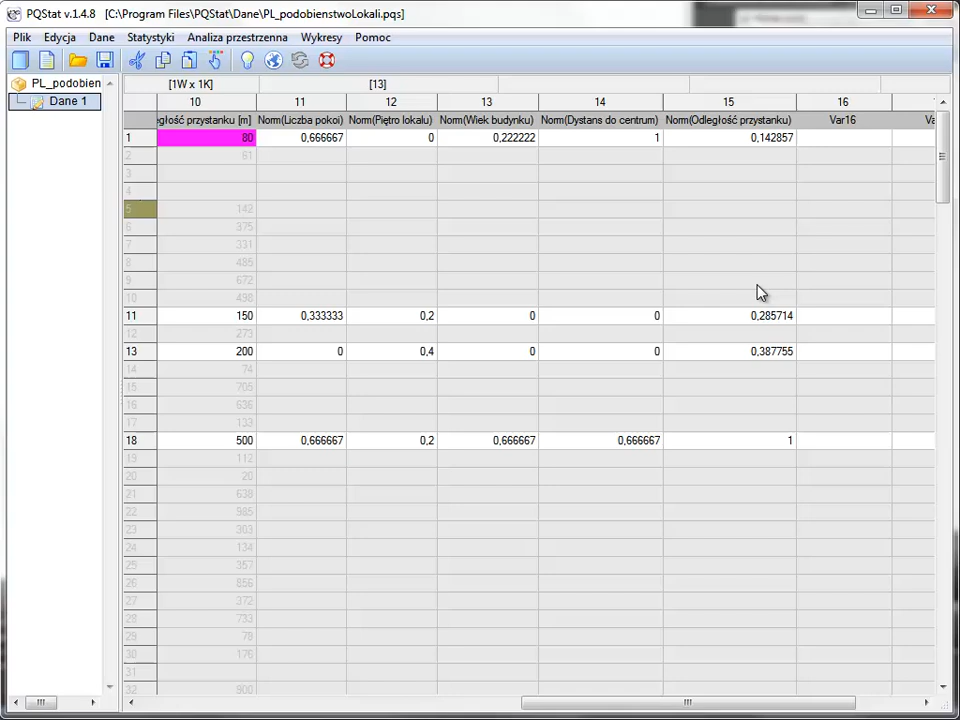 PQStat v.1.4.8 [C:\Program Files\PQStat\Dane\PL_podobienstwoLokali.pqs]
Plik Edycja Dane Statystyki Analiza przestrzenna Wykresy Pomoc
PL_podobien
Dane 1
[1W x 1K] [13]
10 11 12 13 14 15 16
egłość przystanku [m] Norm(Liczba pokoi) Norm(Piętro lokalu) Norm(Wiek budynku) Norm(Dystans do centrum) Norm(Odległość przystanku) Var16 Va
1 80 0,666667 0 0,222222 1 0,142857
2 61
3
4
5 142
6 375
7 331
8 485
9 672
10 498
11 150 0,333333 0,2 0 0 0,285714
12 273
13 200 0 0,4 0 0 0,387755
14 74
15 705
16 636
17 133
18 500 0,666667 0,2 0,666667 0,666667 1
19 112
20 20
21 638
22 985
23 303
24 134
25 357
26 856
27 372
28 733
29 78
30 176
31
32 900